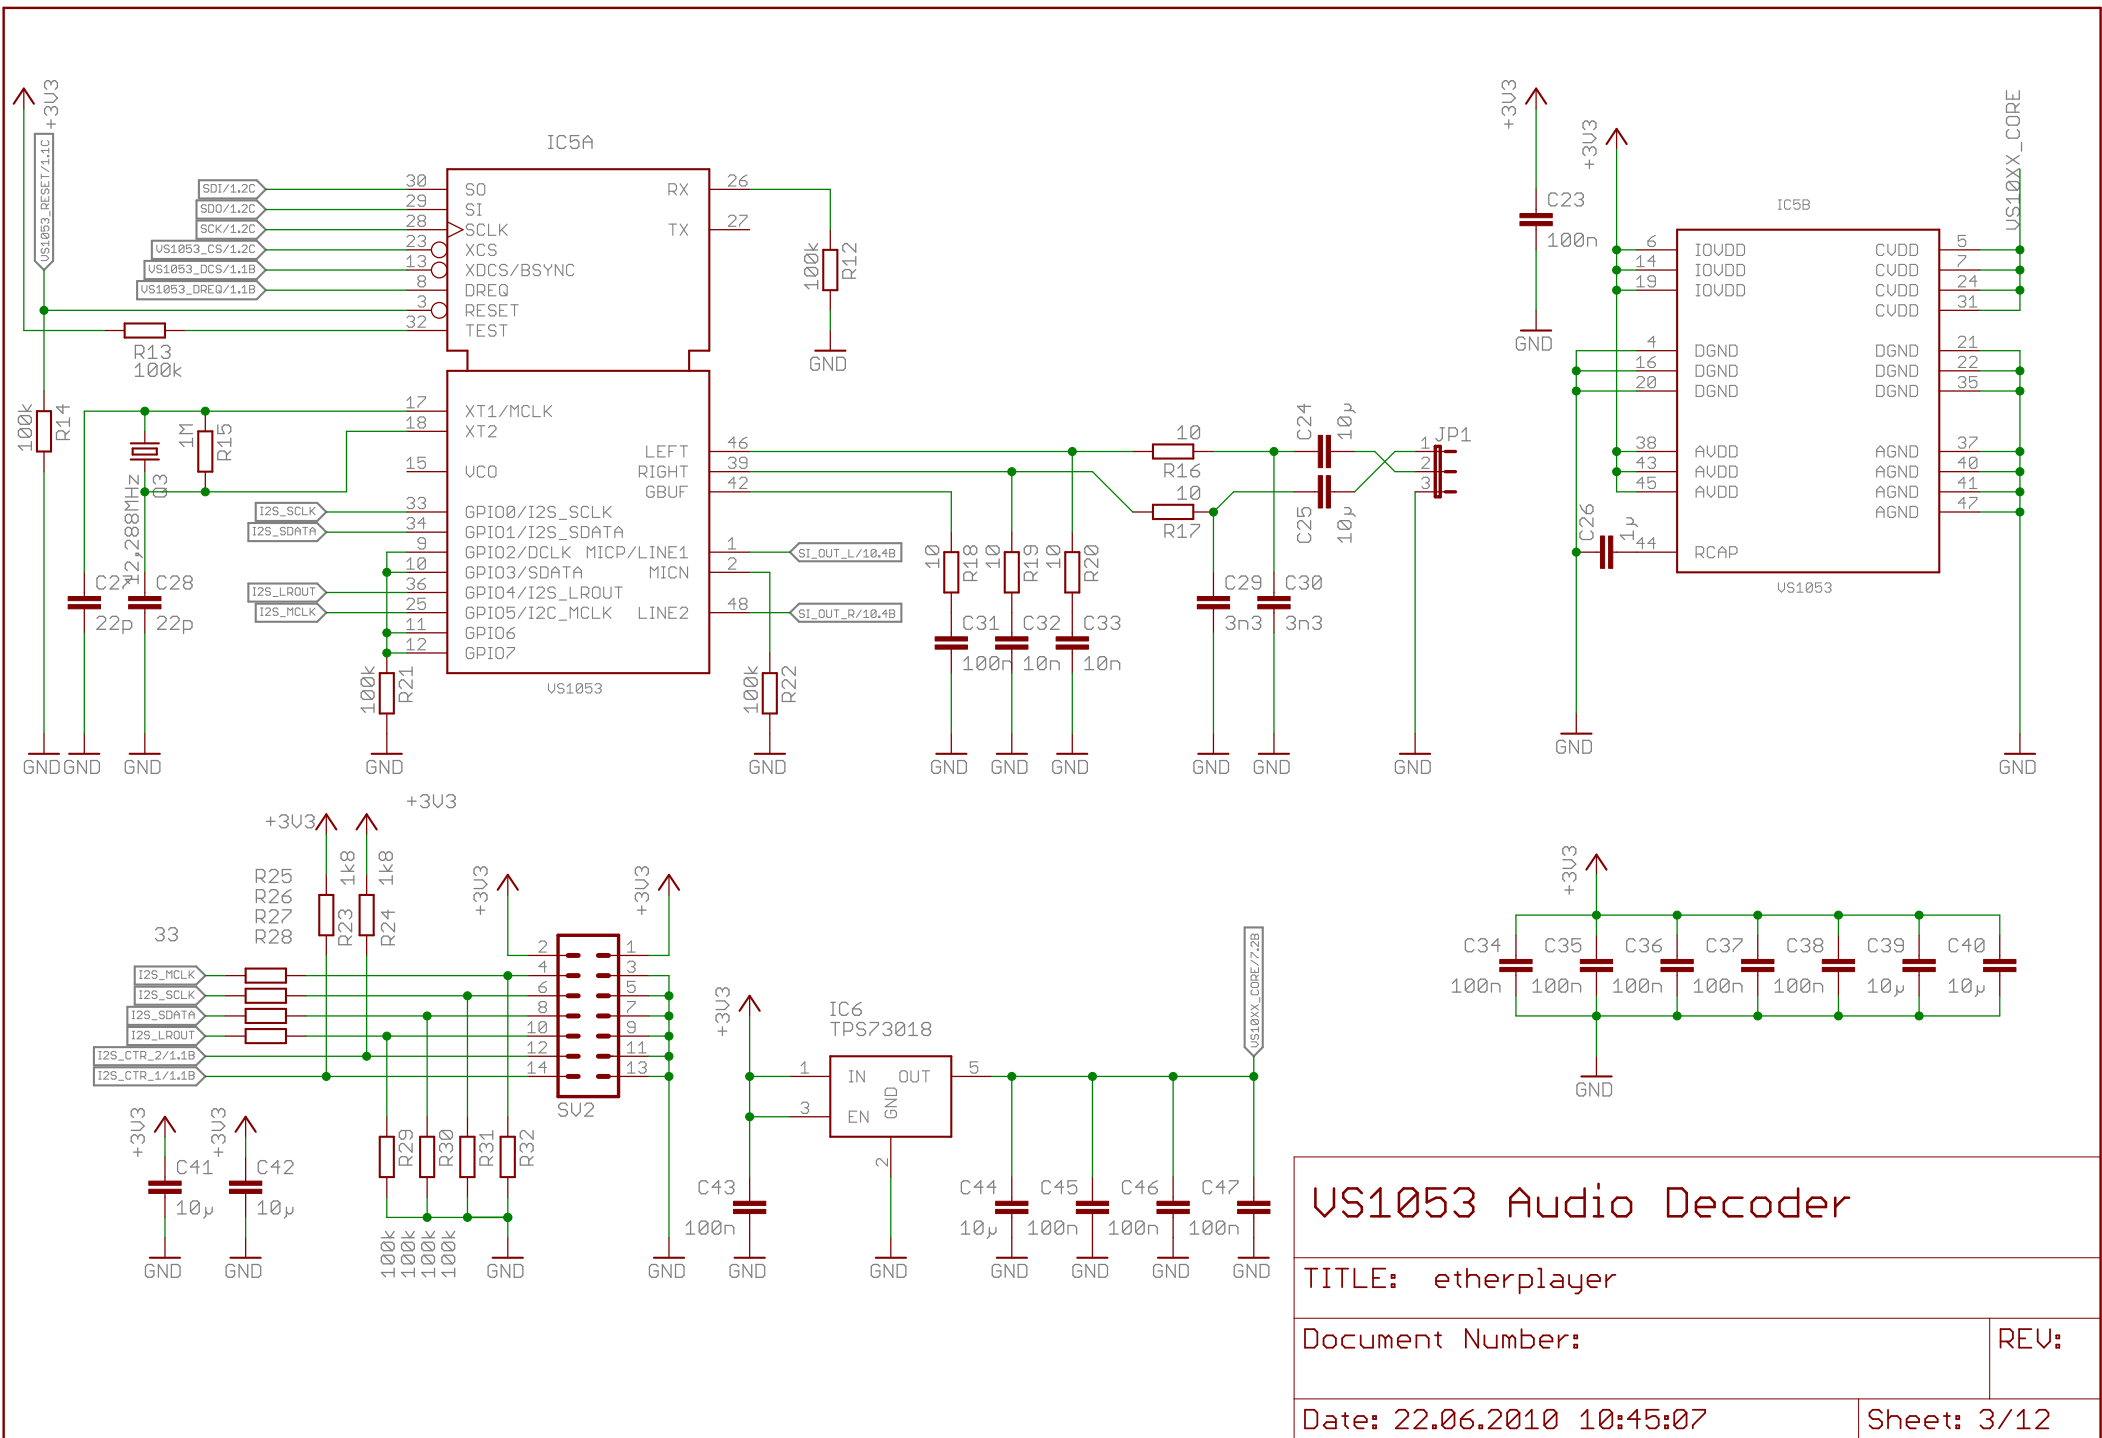 +3V3
VS1053_RESET/1.1C
IC5A
SDI/1.2C
SDO/1.2C
SCK/1.2C
VS1053_CS/1.2C
VS1053_DCS/1.1B
VS1053_DREQ/1.1B
30 SO
29 SI
28 SCLK
23 XCS
13 XDCS/BSYNC
8 DREQ
3 RESET
32 TEST
RX 26
TX 27
100k R12
GND
R13
100k
100k R14
17 XT1/MCLK
18 XT2
15 VCO
1M R15
12,288MHz Q3
C27
22p
C28
22p
I2S_SCLK
I2S_SDATA
I2S_LROUT
I2S_MCLK
33 GPIO0/I2S_SCLK
34 GPIO1/I2S_SDATA
9 GPIO2/DCLK
10 GPIO3/SDATA
36 GPIO4/I2S_LROUT
25 GPIO5/I2C_MCLK
11 GPIO6
12 GPIO7
LEFT 46
RIGHT 39
GBUF 42
MICP/LINE1 1
MICN 2
LINE2 48
SI_OUT_L/10.4B
SI_OUT_R/10.4B
VS1053
100k R21
100k R22
10
R16
10
R17
C24 10µ
C25 10µ
JP1
1
2
3
10 R18
10 R19
10 R20
C31
100n
C32
10n
C33
10n
C29
3n3
C30
3n3
GND GND GND GND GND GND GND GND GND GND GND
+3V3
C23
100n
GND
+3V3
IC5B
VS10XX_CORE
6 IOVDD
14 IOVDD
19 IOVDD
4 DGND
16 DGND
20 DGND
38 AVDD
43 AVDD
45 AVDD
44 RCAP
CVDD 5
CVDD 7
CVDD 24
CVDD 31
DGND 21
DGND 22
DGND 35
AGND 37
AGND 40
AGND 41
AGND 47
C26 1µ
VS1053
GND
GND
+3V3
+3V3
R25
R26
R27
R28
33
1k8 R23
1k8 R24
I2S_MCLK
I2S_SCLK
I2S_SDATA
I2S_LROUT
I2S_CTR_2/1.1B
I2S_CTR_1/1.1B
+3V3
+3V3
2 1
4 3
6 5
8 7
10 9
12 11
14 13
SV2
+3V3
C41
10µ
GND
+3V3
C42
10µ
GND
R29 R30 R31 R32
100k 100k 100k 100k
GND
GND
+3V3
IC6
TPS73018
1 IN
3 EN
OUT 5
GND 2
C43
100n
C44
10µ
C45
100n
C46
100n
C47
100n
VS10XX_CORE/7.2B
GND GND GND GND GND GND
+3V3
C34 C35 C36 C37 C38 C39 C40
100n 100n 100n 100n 100n 10µ 10µ
GND
VS1053 Audio Decoder
TITLE: etherplayer
Document Number:
REV:
Date: 22.06.2010 10:45:07
Sheet: 3/12